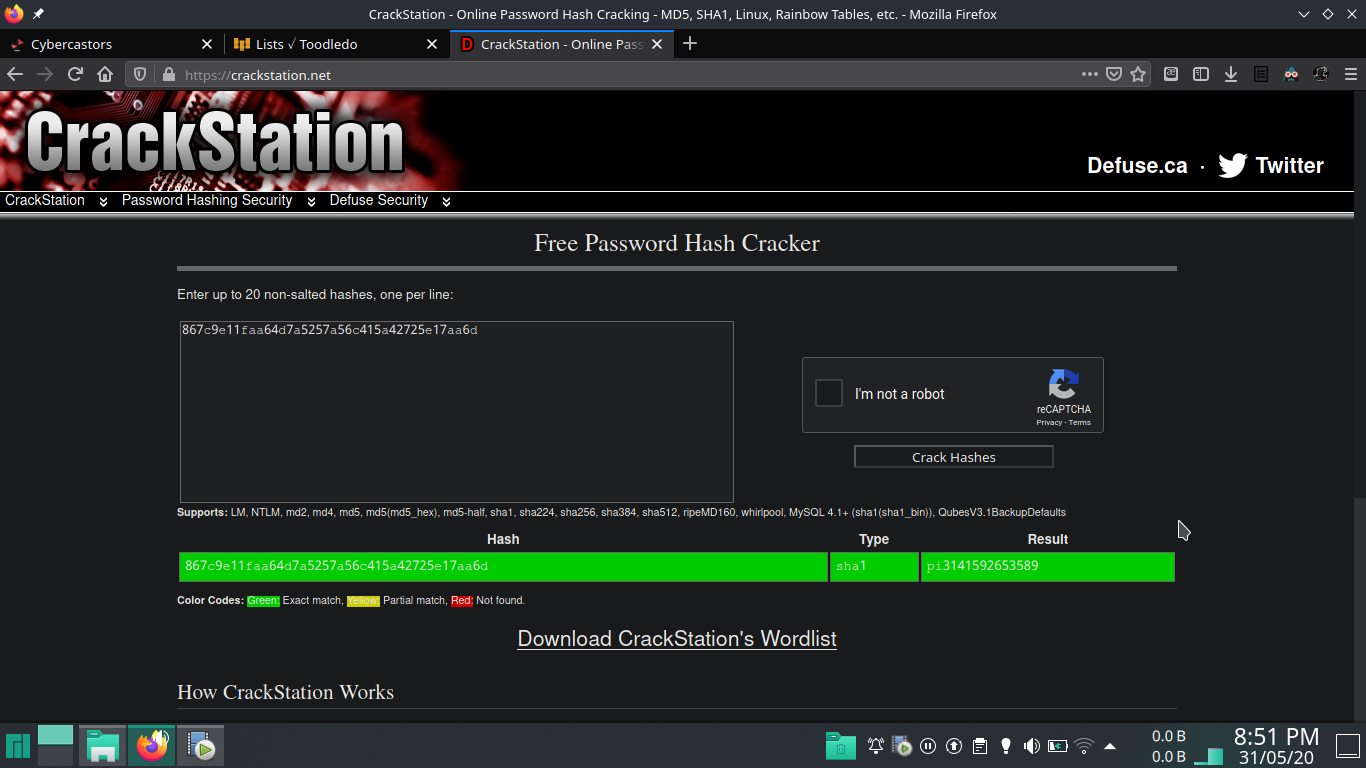 CrackStation - Online Password Hash Cracking - MD5, SHA1, Linux, Rainbow Tables, etc. - Mozilla Firefox
Cybercastors
Lists √ Toodledo
CrackStation - Online Pass
https://crackstation.net
CrackStation
Defuse.ca · Twitter
CrackStation Password Hashing Security Defuse Security
Free Password Hash Cracker
Enter up to 20 non-salted hashes, one per line:
867c9e11faa64d7a5257a56c415a42725e17aa6d
I'm not a robot
reCAPTCHA
Privacy - Terms
Crack Hashes
Supports: LM, NTLM, md2, md4, md5, md5(md5_hex), md5-half, sha1, sha224, sha256, sha384, sha512, ripeMD160, whirlpool, MySQL 4.1+ (sha1(sha1_bin)), QubesV3.1BackupDefaults
Hash Type Result
867c9e11faa64d7a5257a56c415a42725e17aa6d sha1 pi3141592653589
Color Codes: Green: Exact match, Yellow: Partial match, Red: Not found.
Download CrackStation's Wordlist
How CrackStation Works
0.0 B
0.0 B
8:51 PM
31/05/20